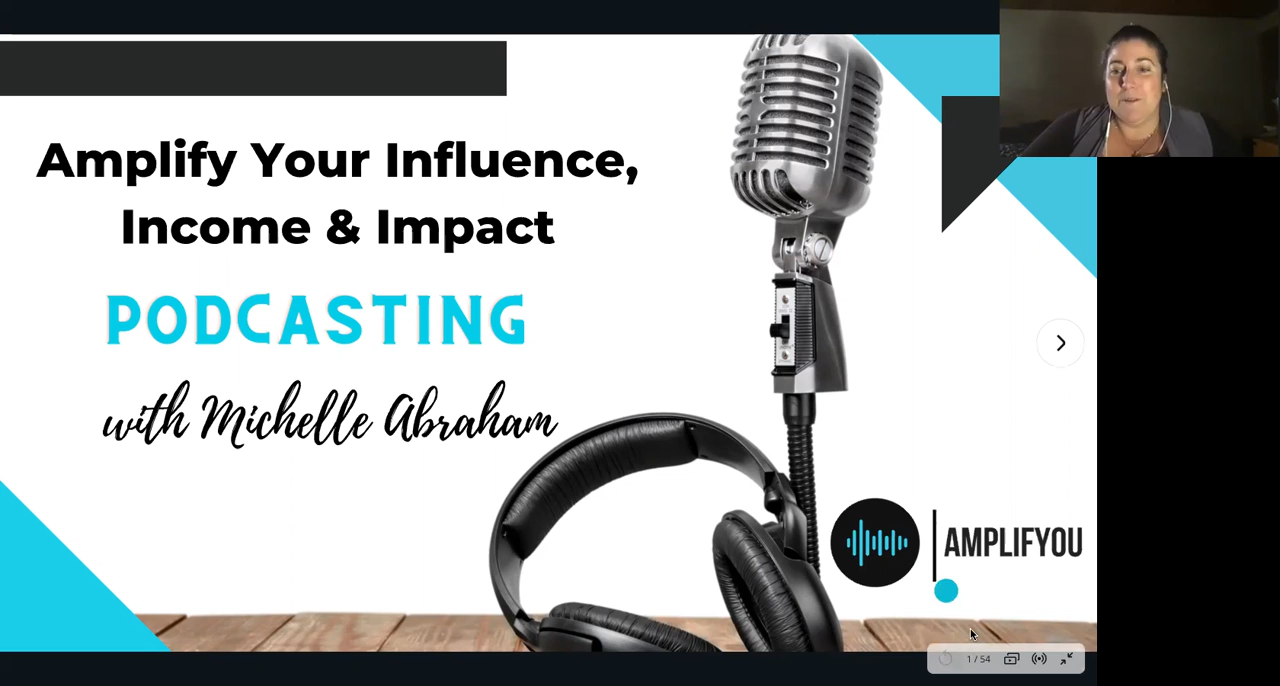 Amplify Your Influence,
Income & Impact
PODCASTING
with Michelle Abraham
AMPLIFYOU
1 / 54